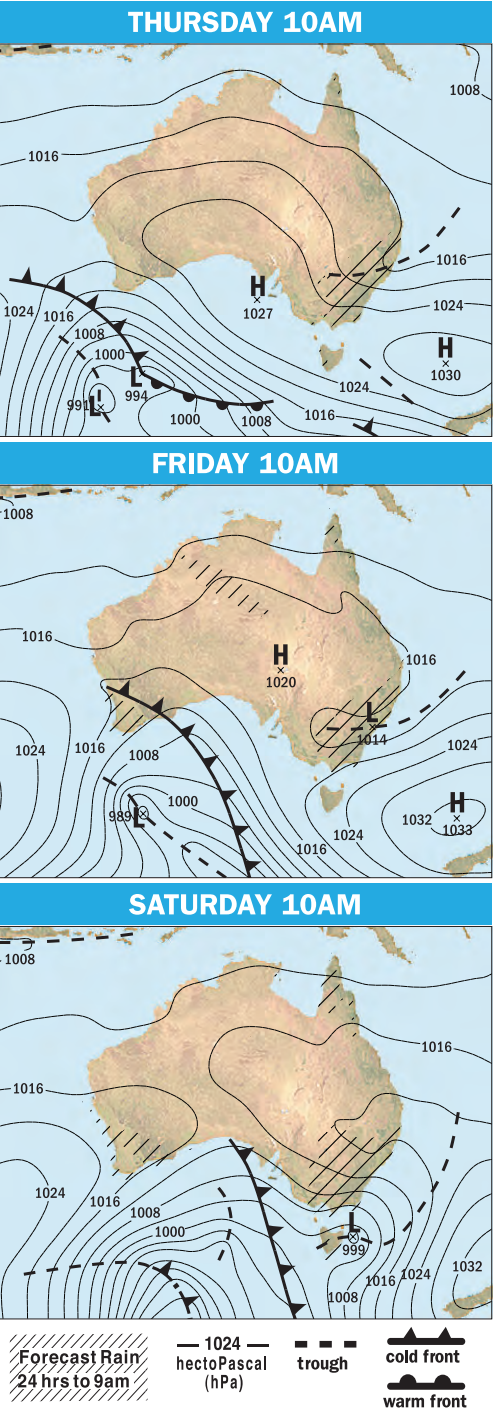 THURSDAY 10AM
1008
1016
1016
H
1027
1024
1024
1016
1008
H
1030
1000
L
994
991
L
1024
1000
1008
1016
FRIDAY 10AM
1008
1016
H
1020
1016
L
1014
1024
1016
1008
1024
1000
989
L
H
1032
1033
1024
1016
SATURDAY 10AM
1008
1016
1016
1024
1016
1008
1000
L
999
1016
1024
1032
1008
Forecast Rain
24 hrs to 9am
1024
hectoPascal
(hPa)
trough
cold front
warm front